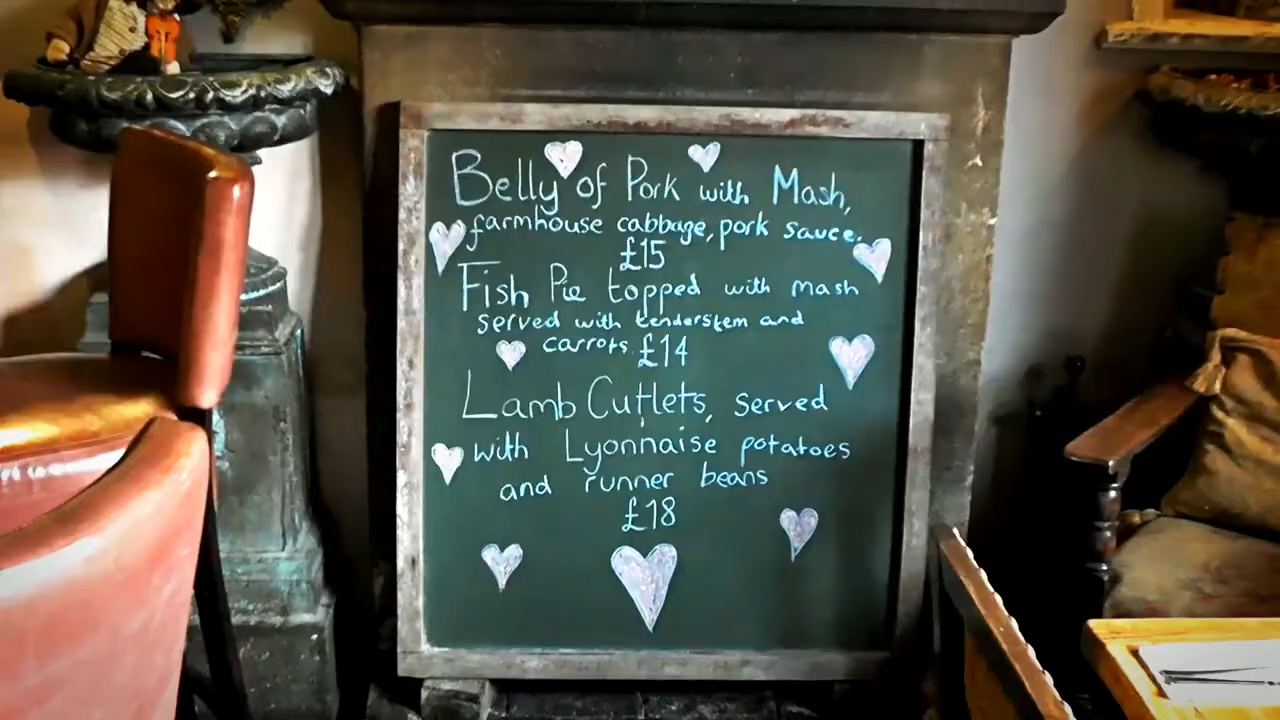 Belly of Pork with Mash,
farmhouse cabbage, pork sauce.
£15
Fish Pie topped with mash
served with tenderstem and
carrots. £14
Lamb Cutlets, served
with Lyonnaise potatoes
and runner beans
£18